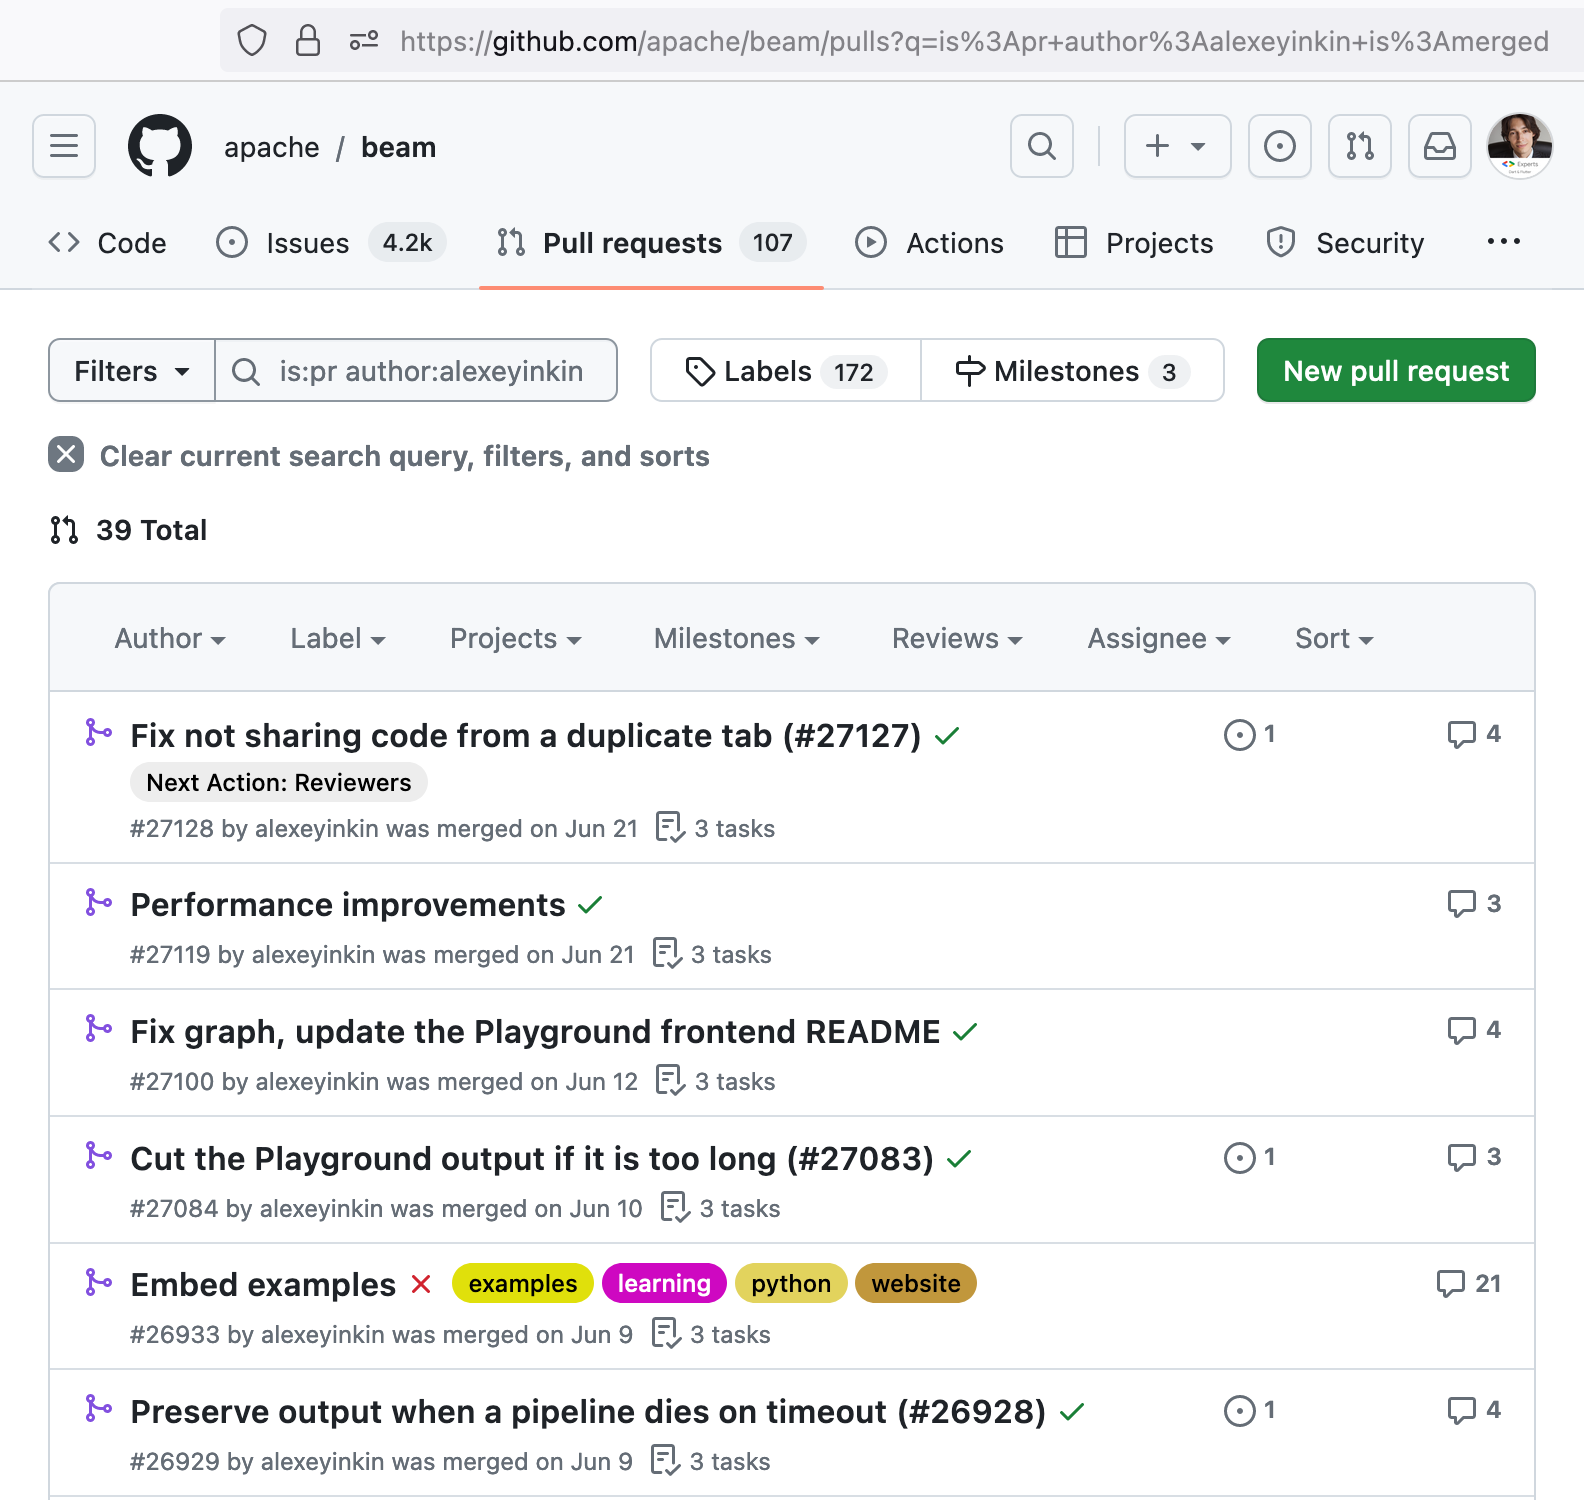 https://github.com/apache/beam/pulls?q=is%3Apr+author%3Aalexeyinkin+is%3Amerged
apache / beam
Code Issues 4.2k Pull requests 107 Actions Projects Security
Filters is:pr author:alexeyinkin Labels 172 Milestones 3 New pull request
Clear current search query, filters, and sorts
39 Total
Author Label Projects Milestones Reviews Assignee Sort
Fix not sharing code from a duplicate tab (#27127) 1 4
Next Action: Reviewers
#27128 by alexeyinkin was merged on Jun 21 3 tasks
Performance improvements 3
#27119 by alexeyinkin was merged on Jun 21 3 tasks
Fix graph, update the Playground frontend README 4
#27100 by alexeyinkin was merged on Jun 12 3 tasks
Cut the Playground output if it is too long (#27083) 1 3
#27084 by alexeyinkin was merged on Jun 10 3 tasks
Embed examples examples learning python website 21
#26933 by alexeyinkin was merged on Jun 9 3 tasks
Preserve output when a pipeline dies on timeout (#26928) 1 4
#26929 by alexeyinkin was merged on Jun 9 3 tasks